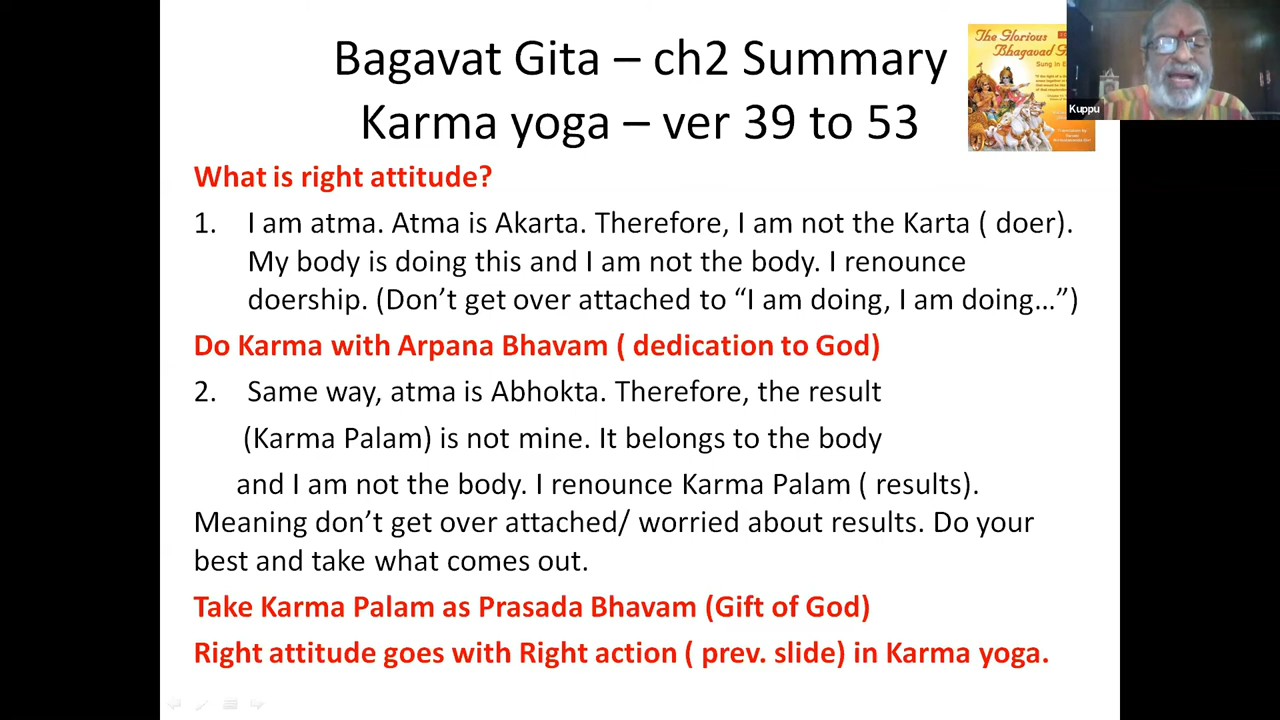 Bagavat Gita – ch2 Summary
Karma yoga – ver 39 to 53
The Glorious
Bhagavad
Sung in
Kuppu
What is right attitude?
1. I am atma. Atma is Akarta. Therefore, I am not the Karta ( doer).
My body is doing this and I am not the body. I renounce
doership. (Don’t get over attached to “I am doing, I am doing…”)
Do Karma with Arpana Bhavam ( dedication to God)
2. Same way, atma is Abhokta. Therefore, the result
(Karma Palam) is not mine. It belongs to the body
and I am not the body. I renounce Karma Palam ( results).
Meaning don’t get over attached/ worried about results. Do your
best and take what comes out.
Take Karma Palam as Prasada Bhavam (Gift of God)
Right attitude goes with Right action ( prev. slide) in Karma yoga.